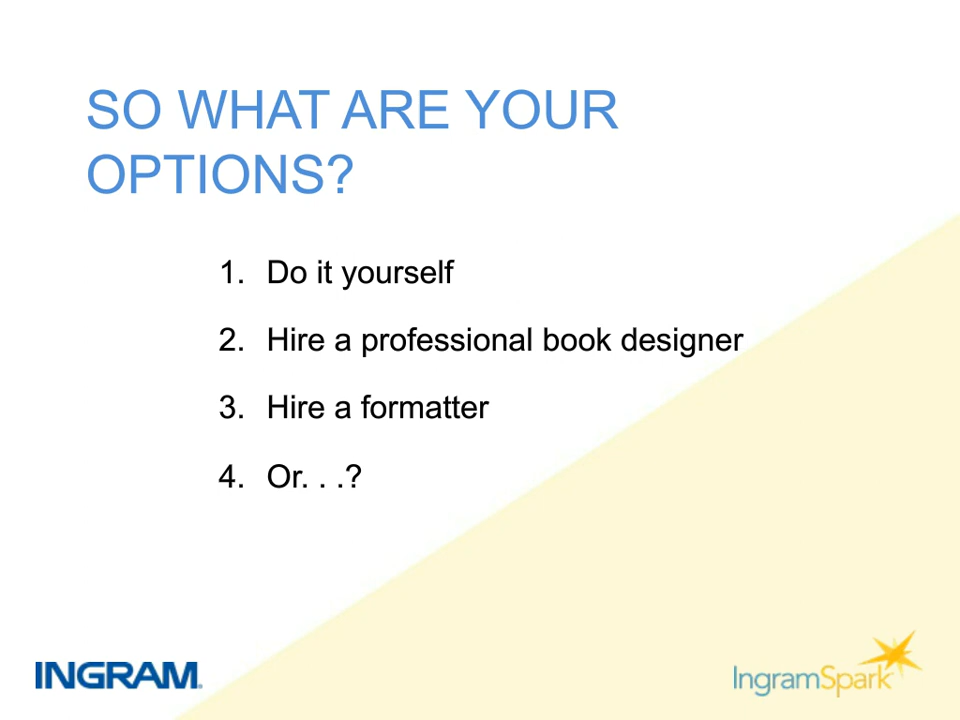 SO WHAT ARE YOUR
OPTIONS?
1. Do it yourself
2. Hire a professional book designer
3. Hire a formatter
4. Or. . .?
INGRAM
IngramSpark